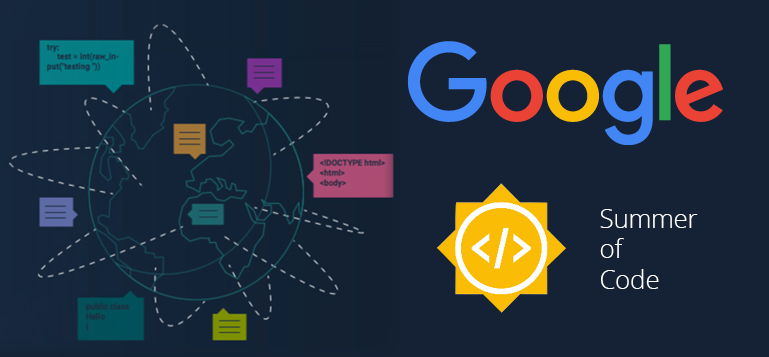 try:
test = int(raw_in-
put("testing "))
<!DOCTYPE html>
<html>
<body>
public class
Hello
{
Google
</>
Summer
of
Code